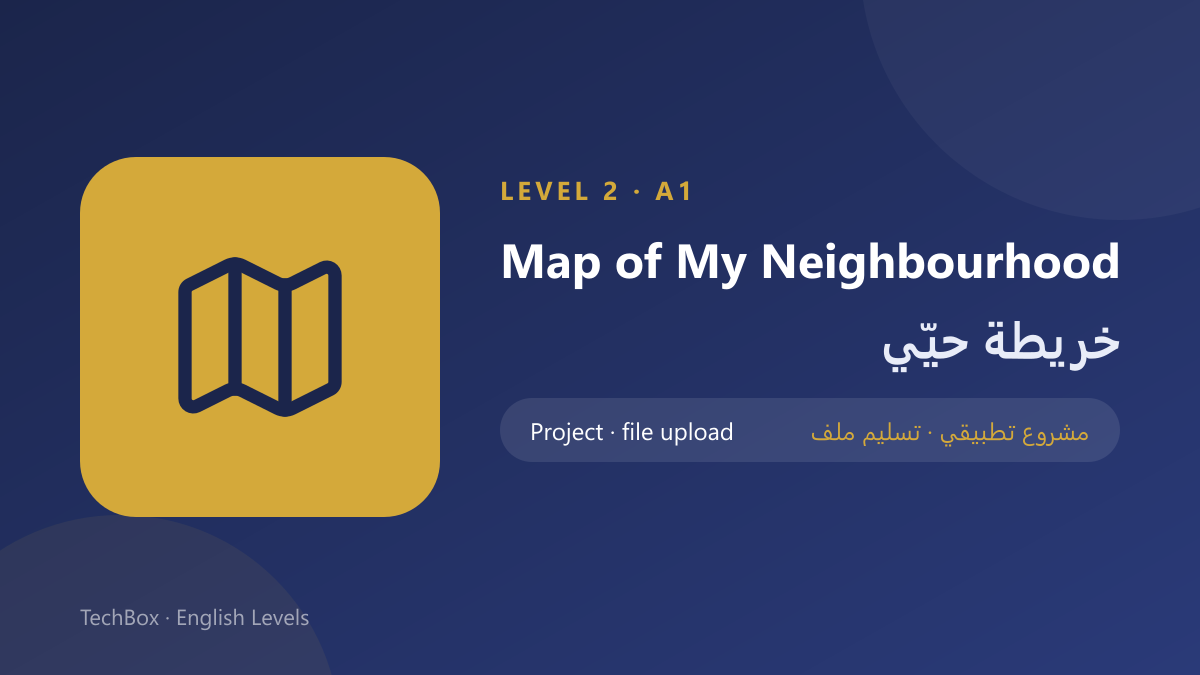 LEVEL 2 · A1
Map of My Neighbourhood
خريطة حيّي
Project · file upload
مشروع تطبيقي · تسليم ملف
TechBox · English Levels